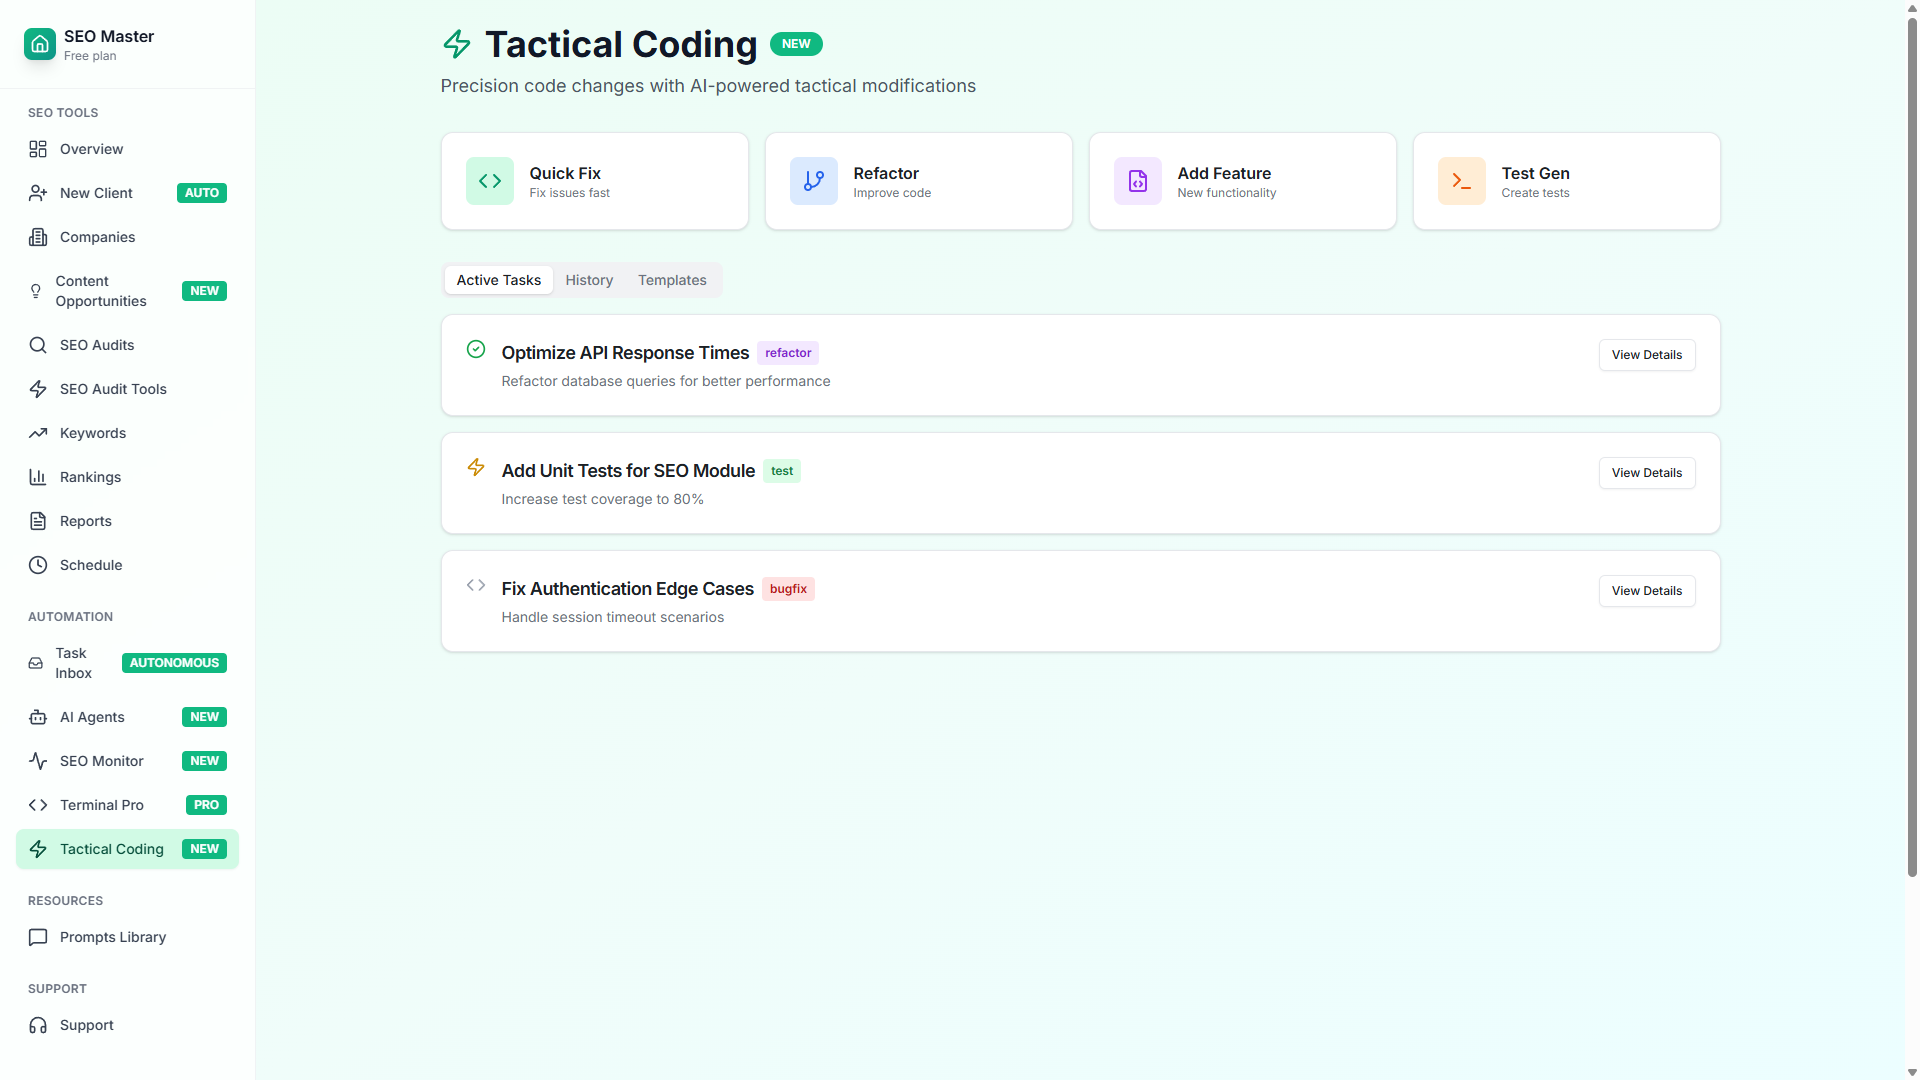 SEO Master
Free plan
SEO TOOLS
Overview
New Client AUTO
Companies
Content
Opportunities
NEW
SEO Audits
SEO Audit Tools
Keywords
Rankings
Reports
Schedule
AUTOMATION
Task
Inbox
AUTONOMOUS
AI Agents NEW
SEO Monitor NEW
Terminal Pro PRO
Tactical Coding NEW
RESOURCES
Prompts Library
SUPPORT
Support
Tactical Coding NEW
Precision code changes with AI-powered tactical modifications
Quick Fix
Fix issues fast
Refactor
Improve code
Add Feature
New functionality
Test Gen
Create tests
Active Tasks History Templates
Optimize API Response Times refactor
Refactor database queries for better performance
View Details
Add Unit Tests for SEO Module test
Increase test coverage to 80%
View Details
Fix Authentication Edge Cases bugfix
Handle session timeout scenarios
View Details